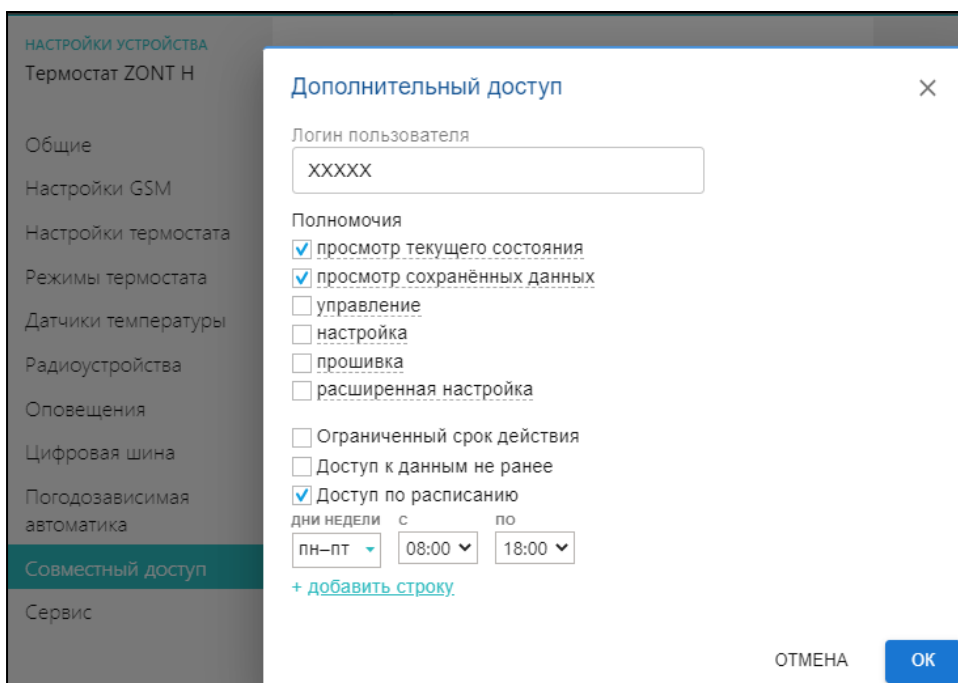 НАСТРОЙКИ УСТРОЙСТВА
Термостат ZONT H
Общие
Настройки GSM
Настройки термостата
Режимы термостата
Датчики температуры
Радиоустройства
Оповещения
Цифровая шина
Погодозависимая
автоматика
Совместный доступ
Сервис
Дополнительный доступ
Логин пользователя
XXXXX
Полномочия
просмотр текущего состояния
просмотр сохранённых данных
управление
настройка
прошивка
расширенная настройка
Ограниченный срок действия
Доступ к данным не ранее
Доступ по расписанию
ДНИ НЕДЕЛИ С ПО
пн–пт 08:00 18:00
+ добавить строку
ОТМЕНА ОК